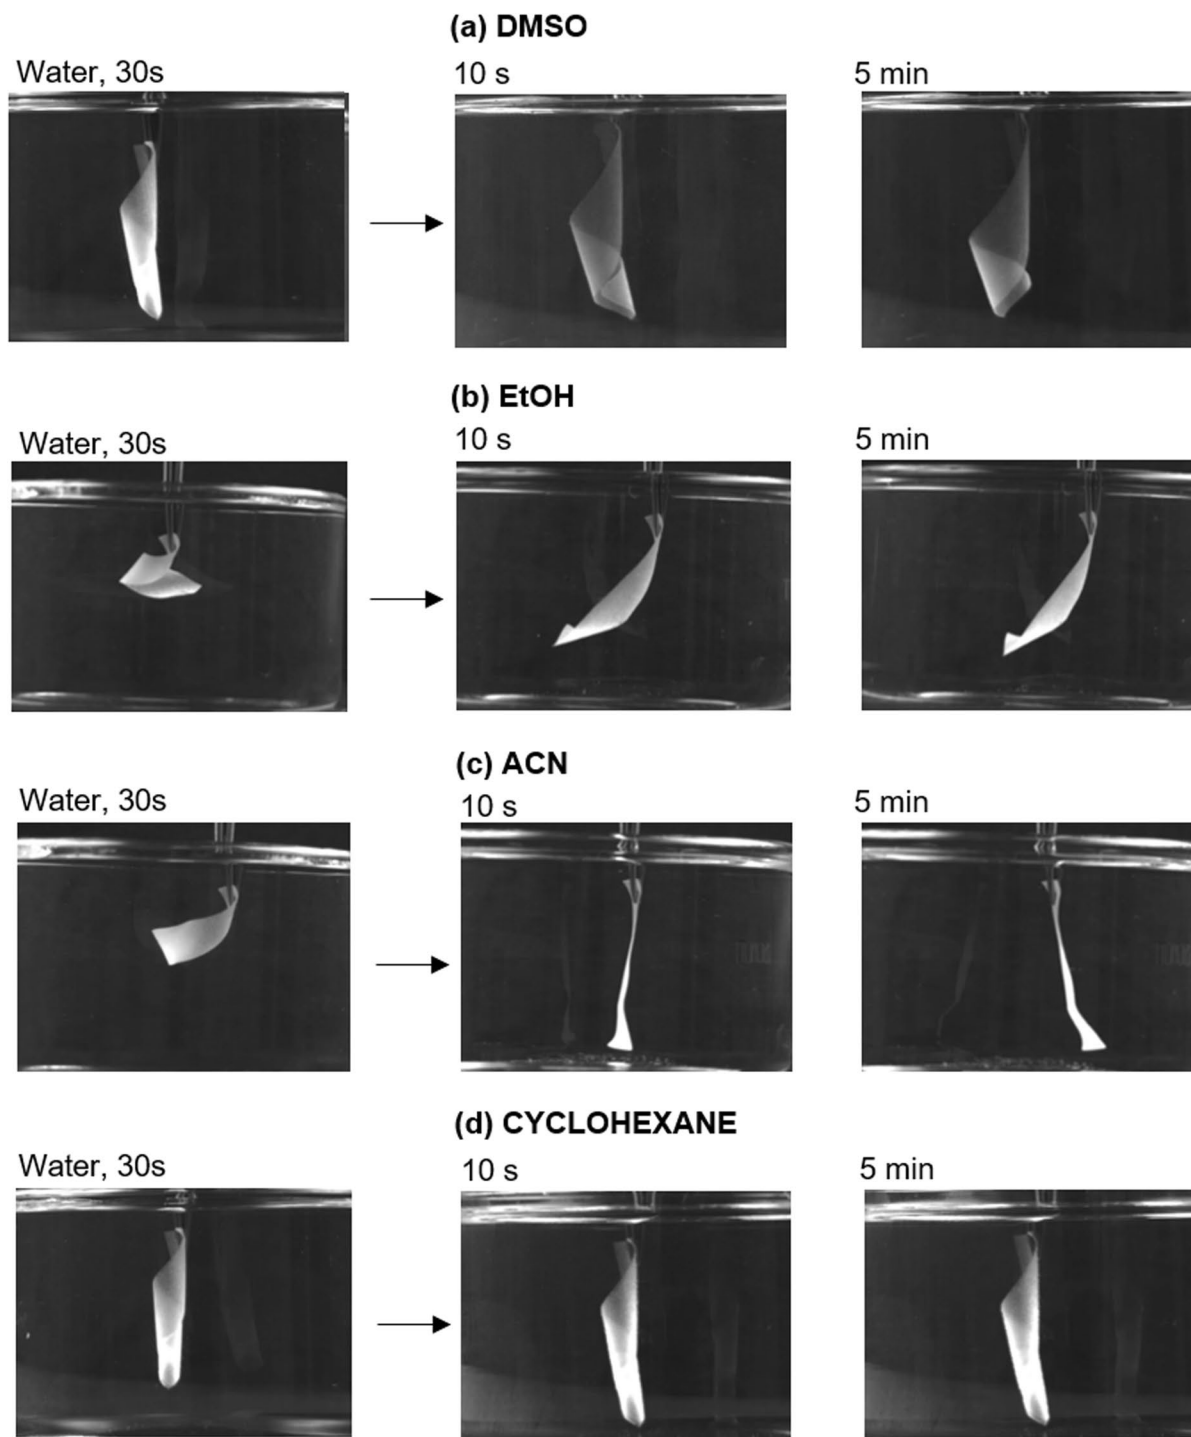 (a) DMSO
Water, 30s
10 s
5 min
(b) EtOH
Water, 30s
10 s
5 min
(c) ACN
Water, 30s
10 s
5 min
(d) CYCLOHEXANE
Water, 30s
10 s
5 min